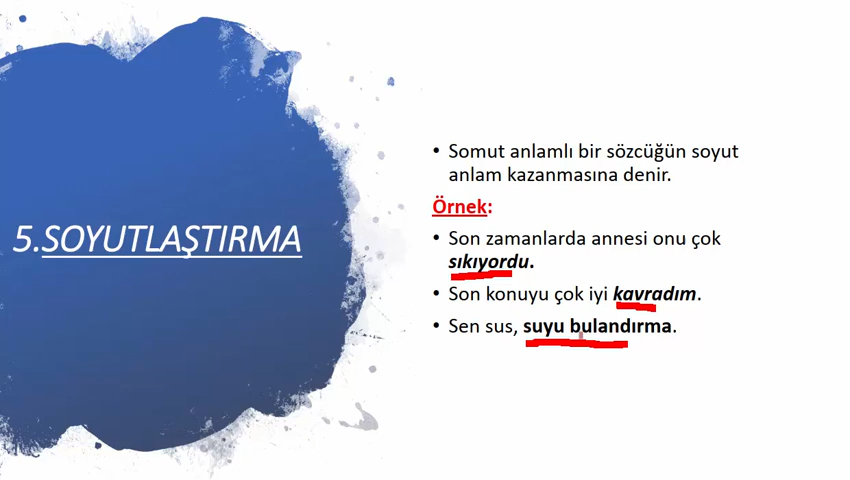 5.SOYUTLAŞTIRMA
• Somut anlamlı bir sözcüğün soyut
anlam kazanmasına denir.
Örnek:
• Son zamanlarda annesi onu çok
sıkıyordu.
• Son konuyu çok iyi kavradım.
• Sen sus, suyu bulandırma.